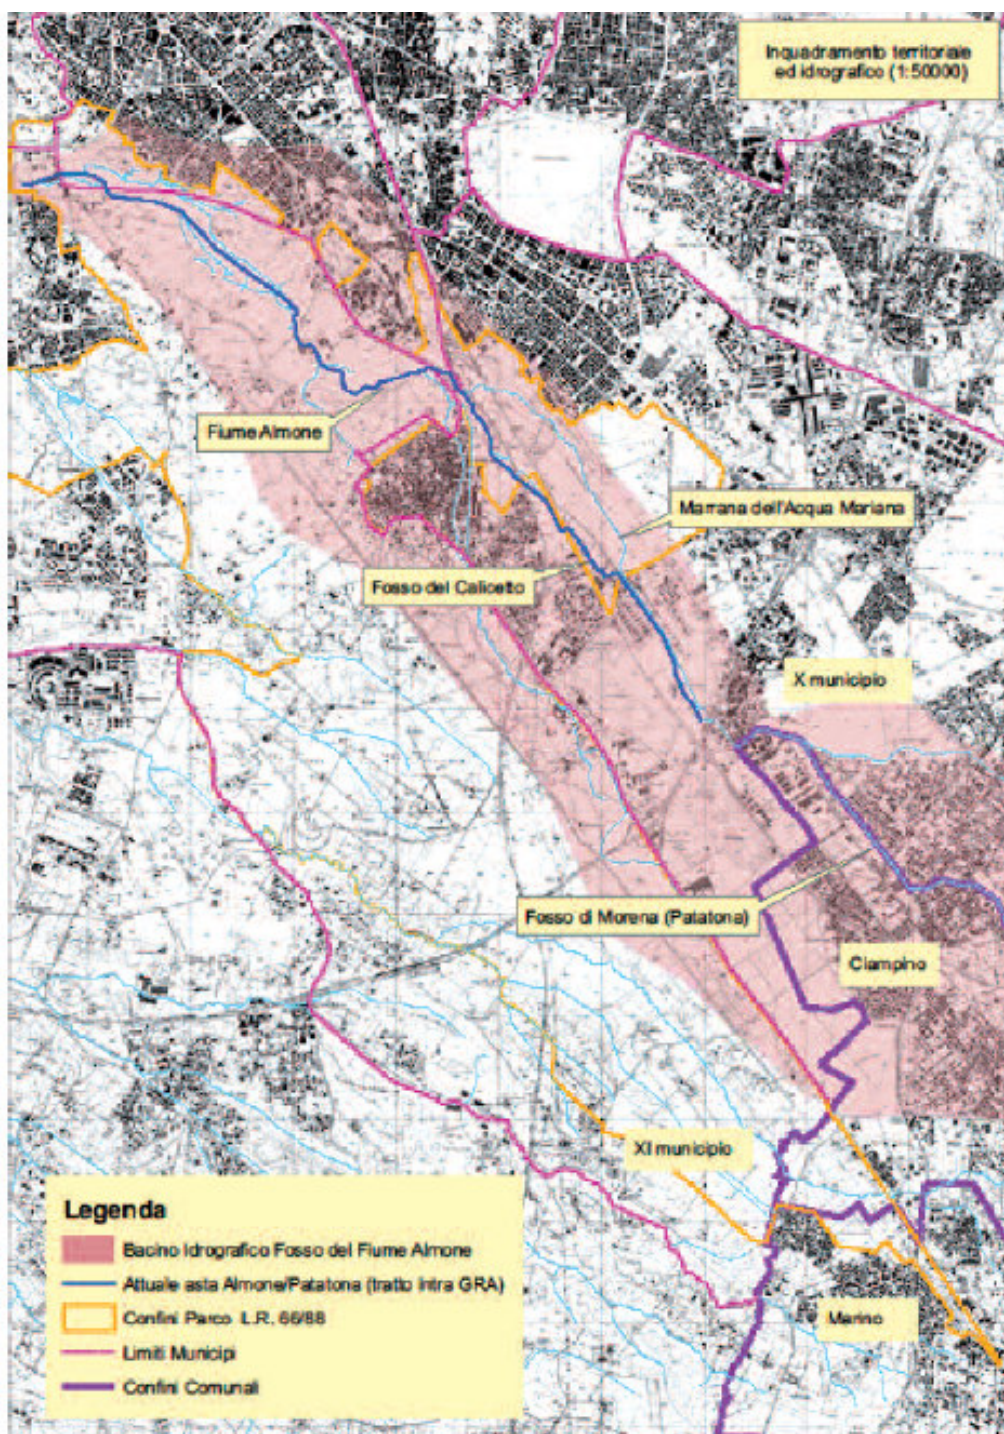 Inquadramento territoriale
ed idrografico (1:50000)
Fiume Almone
Marrana dell'Acqua Mariana
Fosso del Calicetto
X municipio
Fosso di Morena (Patatona)
Ciampino
XI municipio
Marino
Legenda
Bacino Idrografico Fosso del Fiume Almone
Attuale asta Almone/Patatona (tratto intra GRA)
Confini Parco L.R. 66/88
Limiti Municipi
Confini Comunali